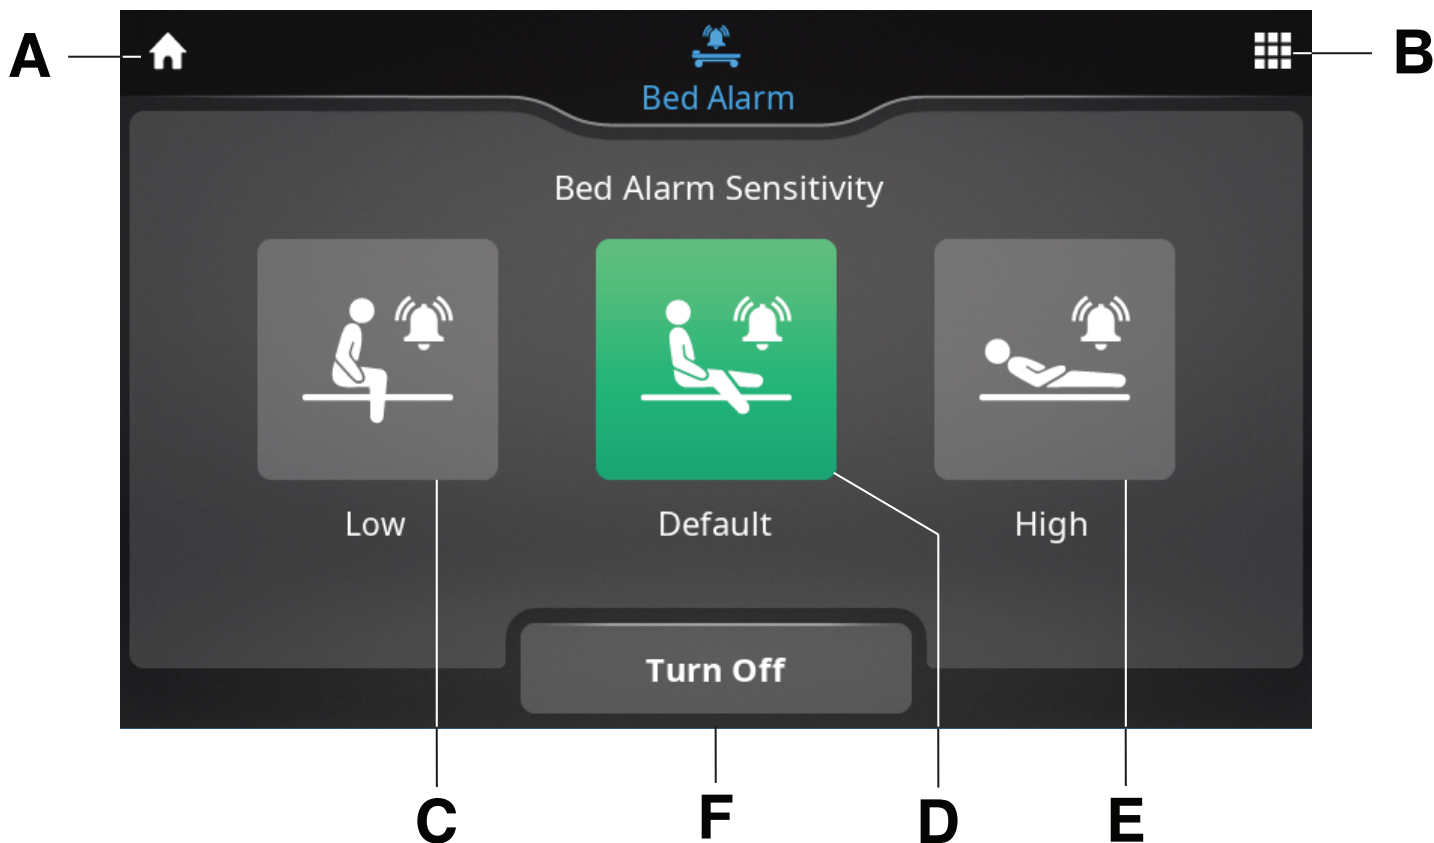 A
B
Bed Alarm
Bed Alarm Sensitivity
Low
Default
High
Turn Off
C
F
D
E